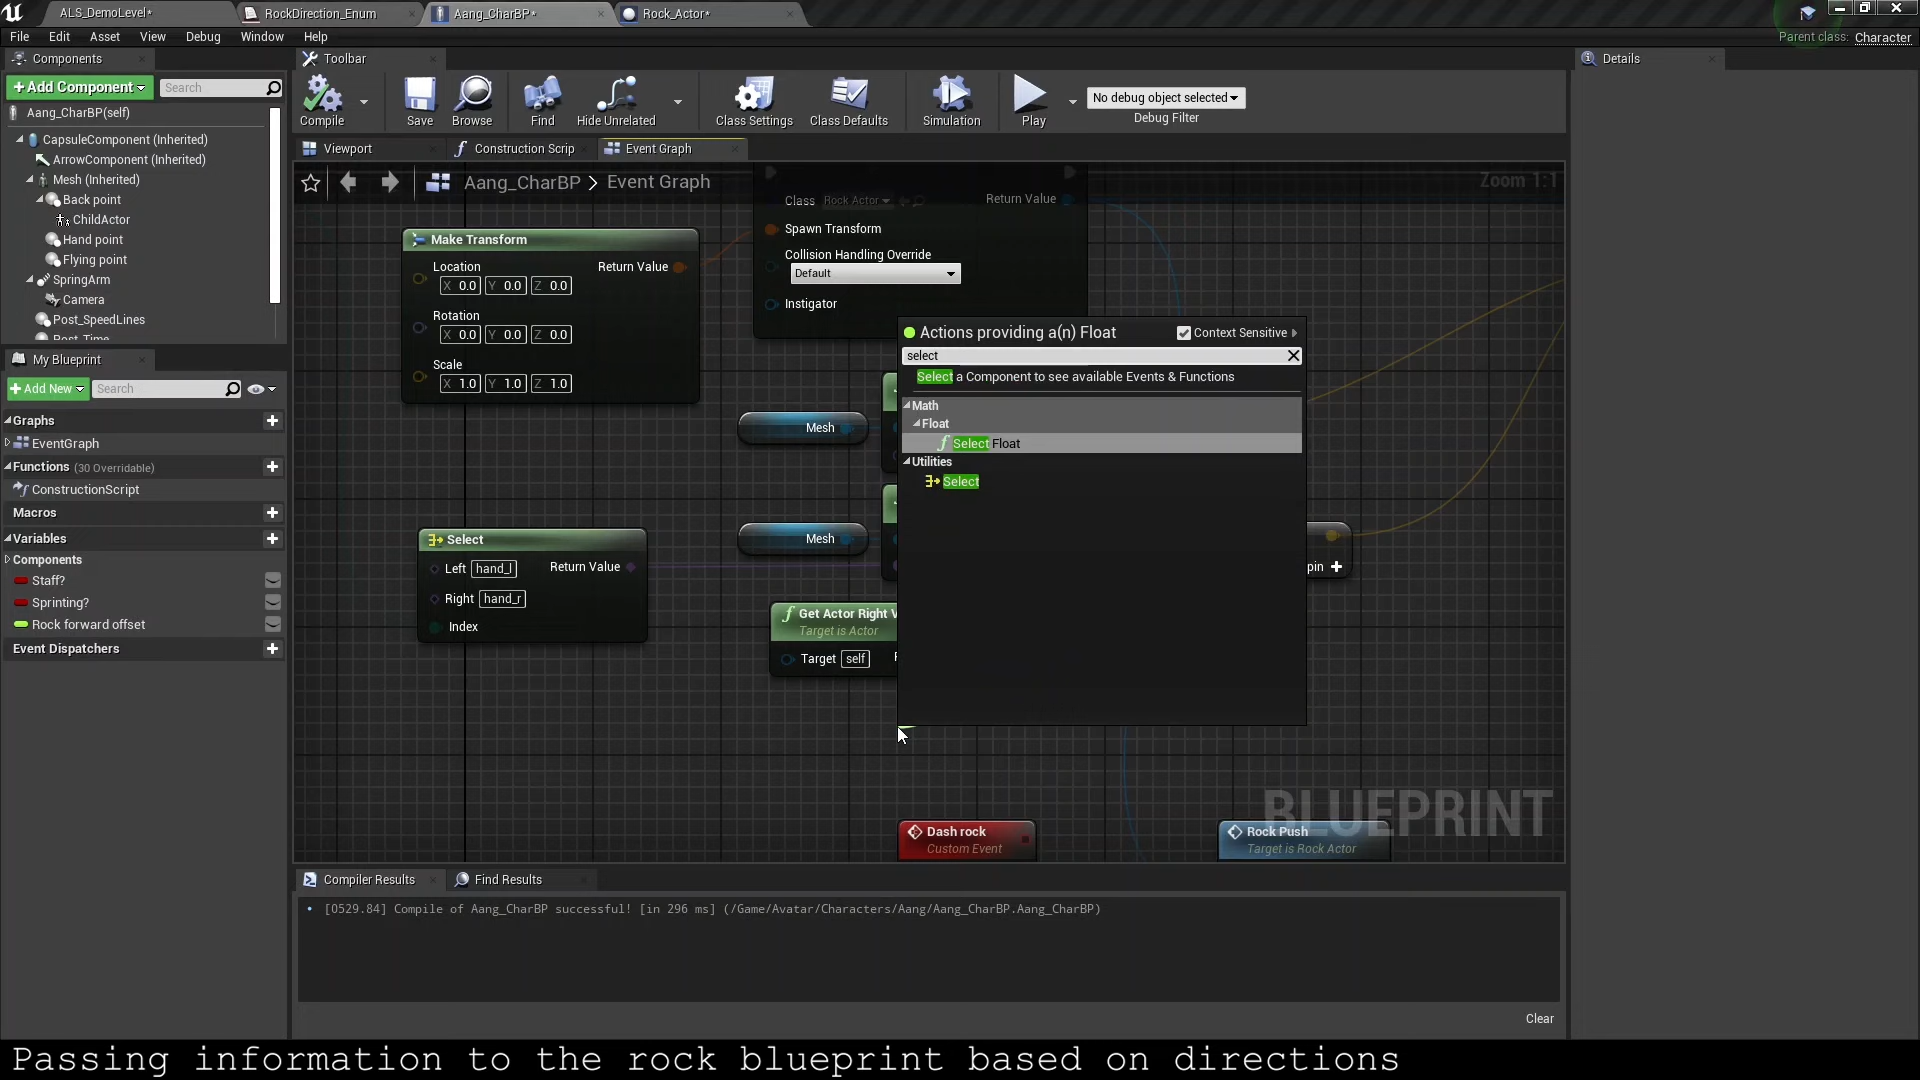 ALS_DemoLevel*
RockDirection_Enum
Aang_CharBP*
Rock_Actor*
File
Edit
Asset
View
Debug
Window
Help
Parent class: Character
Components
+Add Component
Search
Aang_CharBP(self)
CapsuleComponent (Inherited)
ArrowComponent (Inherited)
Mesh (Inherited)
Back point
ChildActor
Hand point
Flying point
SpringArm
Camera
Post_SpeedLines
Post_Time
My Blueprint
+Add New
Search
Graphs
EventGraph
Functions (30 Overridable)
ConstructionScript
Macros
Variables
Components
Staff?
Sprinting?
Rock forward offset
Event Dispatchers
Toolbar
Compile
Save
Browse
Find
Hide Unrelated
Class Settings
Class Defaults
Simulation
Play
No debug object selected
Debug Filter
Viewport
Construction Scrip
Event Graph
Aang_CharBP > Event Graph
Zoom 1:1
Make Transform
Location
Return Value
X 0.0 Y 0.0 Z 0.0
Rotation
X 0.0 Y 0.0 Z 0.0
Scale
X 1.0 Y 1.0 Z 1.0
Class Rock Actor
Return Value
Spawn Transform
Collision Handling Override
Default
Instigator
Actions providing a(n) Float
Context Sensitive
select
Select a Component to see available Events & Functions
Math
Float
Select Float
Utilities
Select
Mesh
Mesh
Select
Left hand_l
Return Value
Right hand_r
Index
Get Actor Right V
Target is Actor
Target self
pin +
Dash rock
Custom Event
Rock Push
Target is Rock Actor
BLUEPRINT
Compiler Results
Find Results
[0529.84] Compile of Aang_CharBP successful! [in 296 ms] (/Game/Avatar/Characters/Aang/Aang_CharBP.Aang_CharBP)
Clear
Details
Passing information to the rock blueprint based on directions